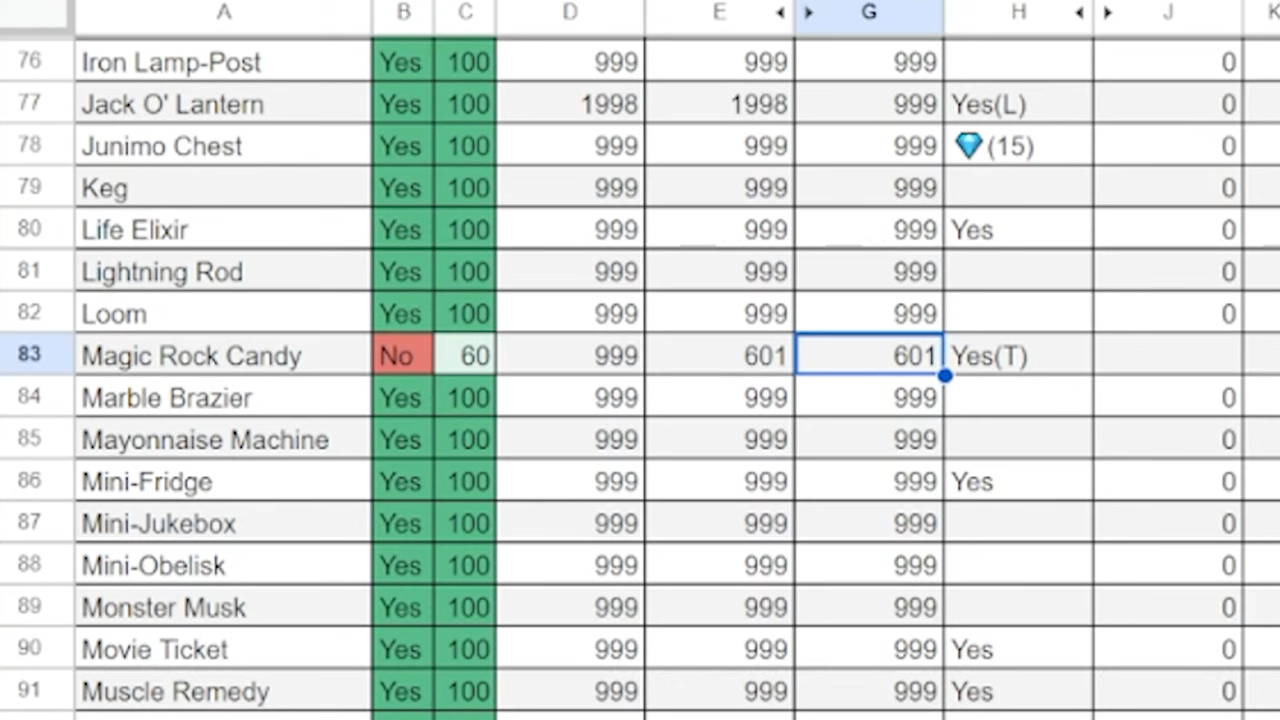 A B C D E G H J K
76 Iron Lamp-Post Yes 100 999 999 999 0
77 Jack O' Lantern Yes 100 1998 1998 999 Yes(L) 0
78 Junimo Chest Yes 100 999 999 999 💎(15) 0
79 Keg Yes 100 999 999 999 0
80 Life Elixir Yes 100 999 999 999 Yes 0
81 Lightning Rod Yes 100 999 999 999 0
82 Loom Yes 100 999 999 999 0
83 Magic Rock Candy No 60 999 601 601 Yes(T)
84 Marble Brazier Yes 100 999 999 999 0
85 Mayonnaise Machine Yes 100 999 999 999 0
86 Mini-Fridge Yes 100 999 999 999 Yes 0
87 Mini-Jukebox Yes 100 999 999 999 0
88 Mini-Obelisk Yes 100 999 999 999 0
89 Monster Musk Yes 100 999 999 999 0
90 Movie Ticket Yes 100 999 999 999 Yes 0
91 Muscle Remedy Yes 100 999 999 999 Yes 0